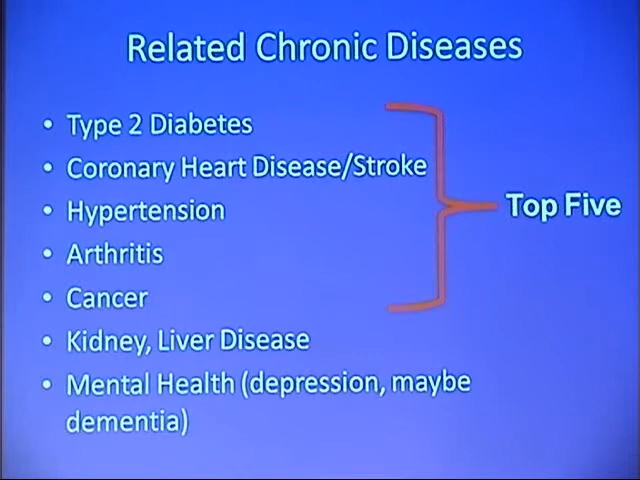 Related Chronic Diseases
• Type 2 Diabetes
• Coronary Heart Disease/Stroke
• Hypertension
• Arthritis
• Cancer
• Kidney, Liver Disease
• Mental Health (depression, maybe
dementia)
Top Five